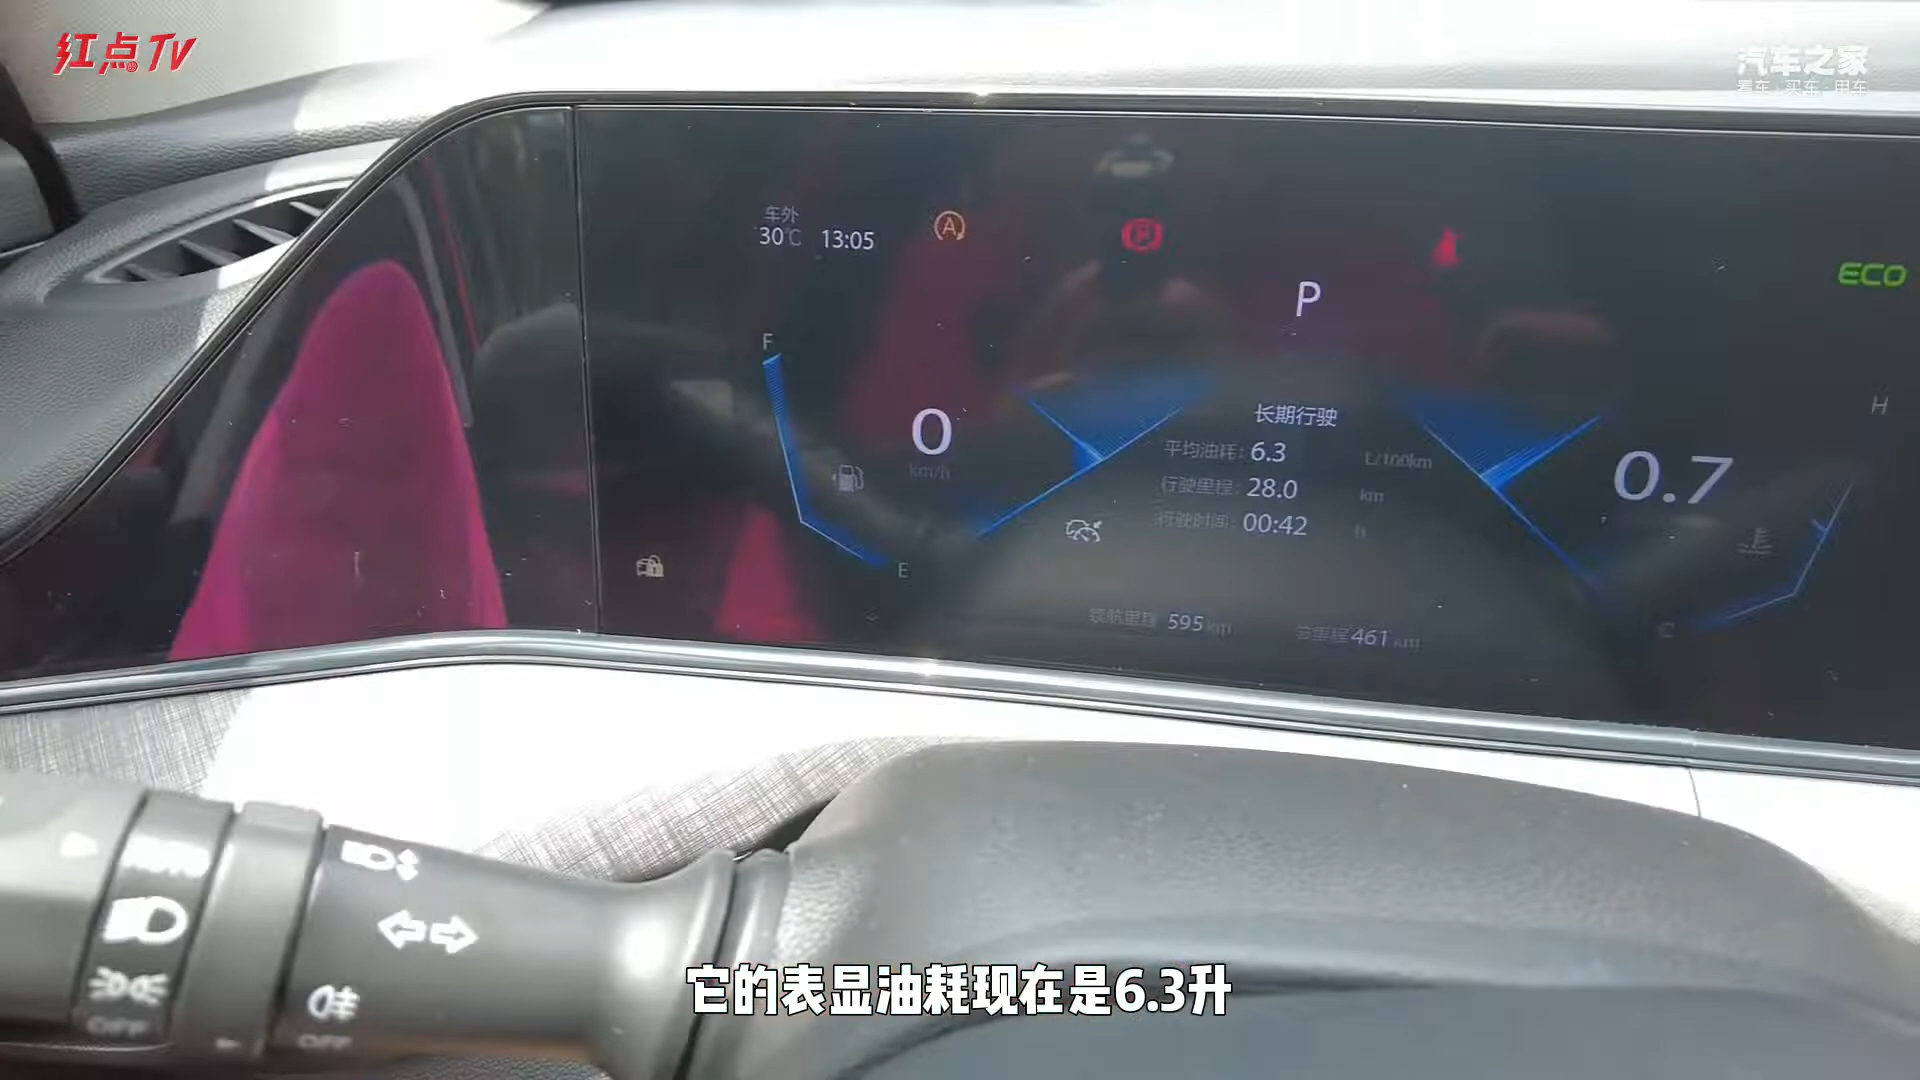 红点TV
汽车之家
看车·买车·用车
车外
30℃ 13:05
A
P
P
ECO
F
H
0
km/h
长期行驶
平均油耗: 6.3 L/100km
行驶里程: 28.0 km
行驶时间: 00:42 h
0.7
E
C
续航里程 595 km
总里程 461 km
OFF
OFF
它的表显油耗现在是6.3升